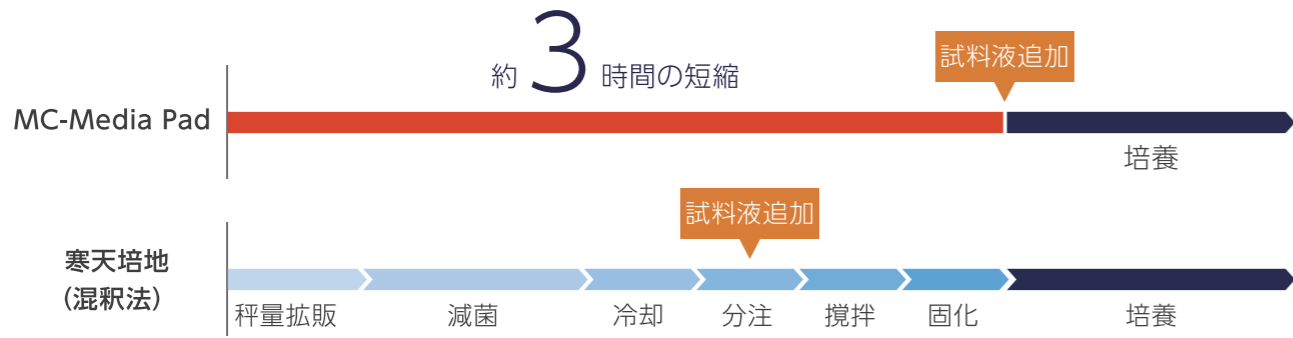 約3時間の短縮
試料液追加
MC-Media Pad
培養
試料液追加
寒天培地
(混釈法)
秤量拡販
減菌
冷却
分注
撹拌
固化
培養